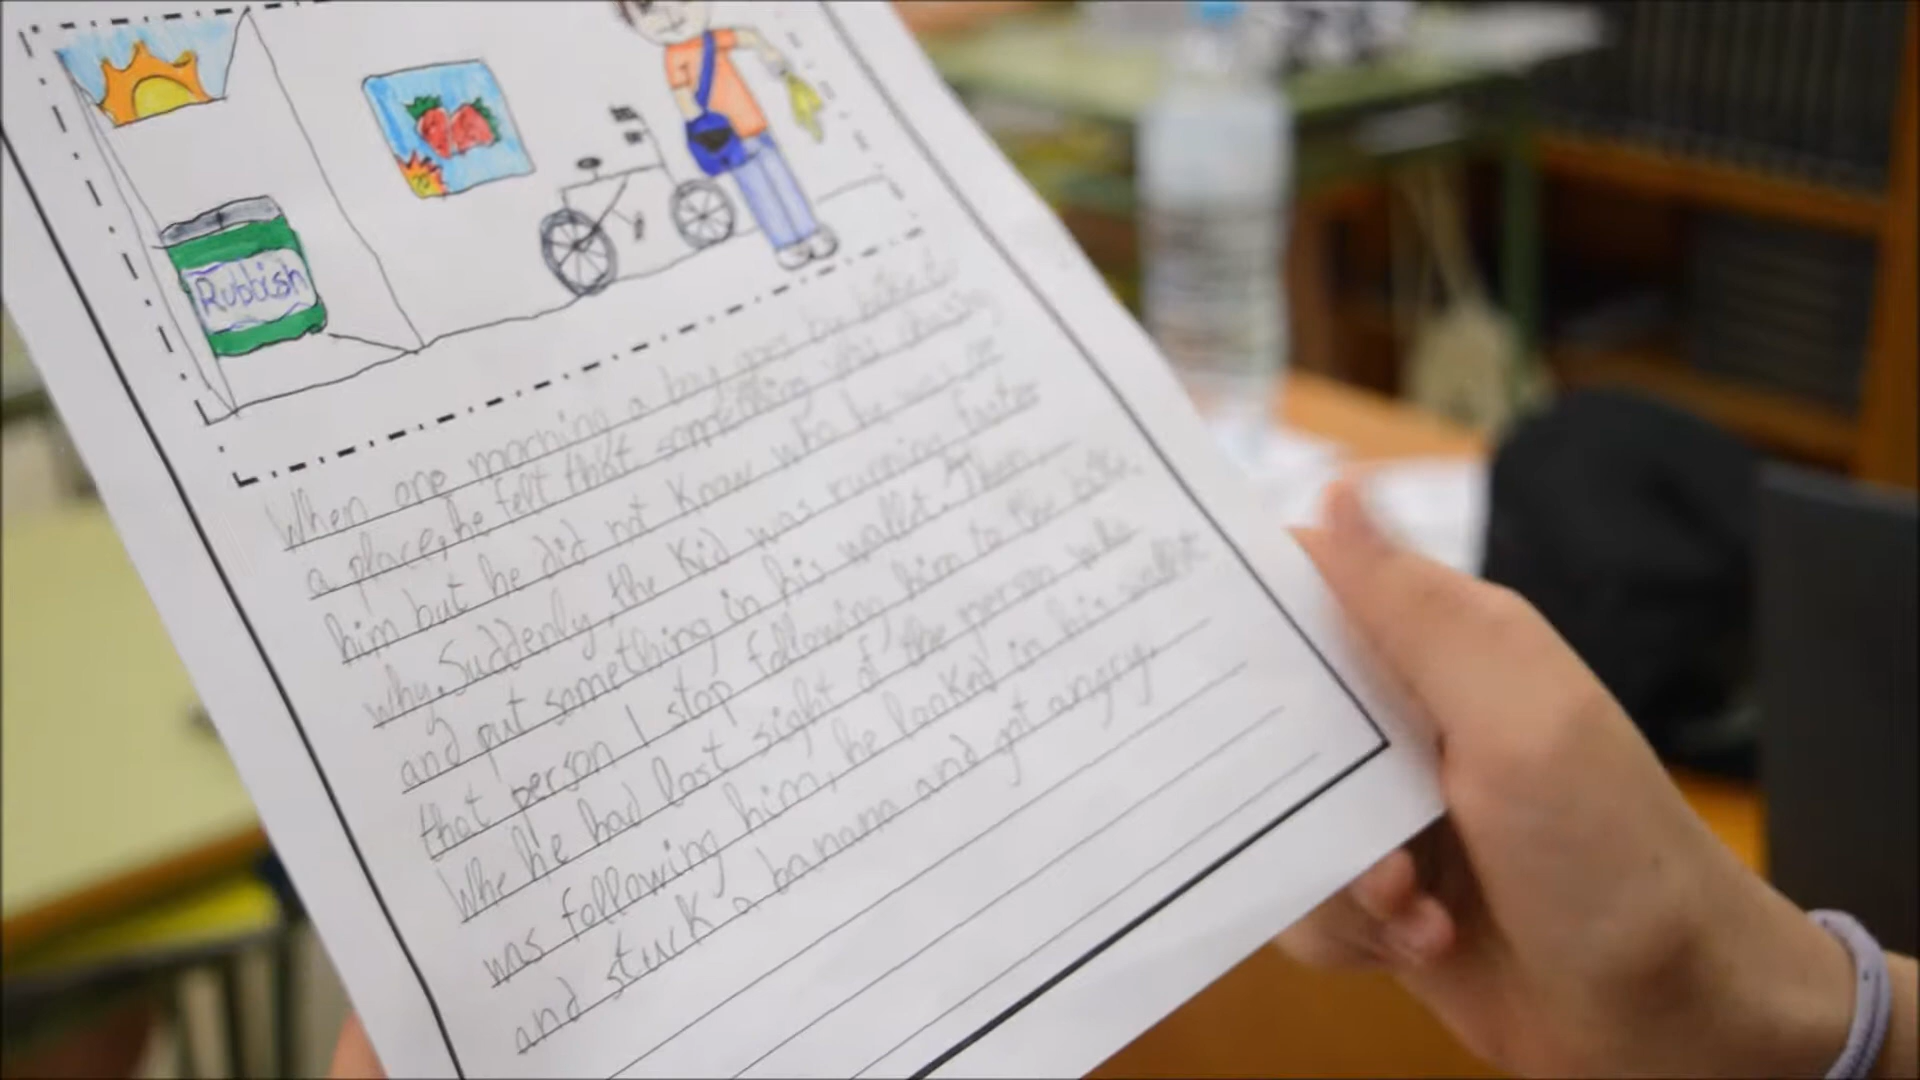 Rubbish
When one morning a boy goes by bike to
a place, he felt that something was chasing
him but he did not know who he was or
why. Suddenly, the kid was running faster
and put something in his wallet. Then
that person I stop following him to the bike.
Whe he had lost sight of the person who
was following him, he looked in his wallet
and stuck a banana and got angry.